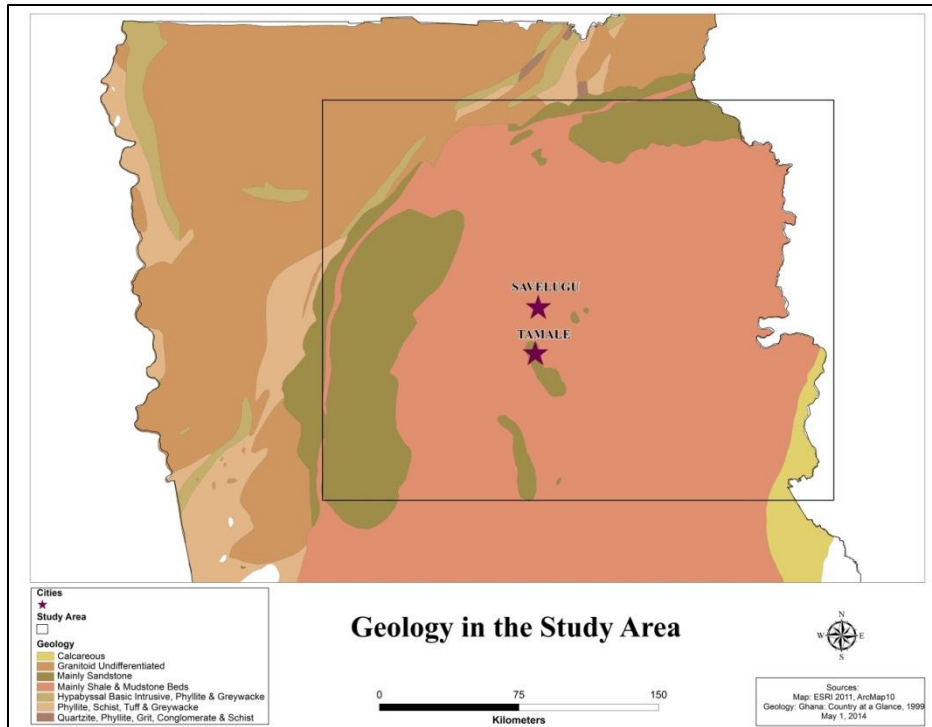 SAVELUGU
TAMALE
Cities
Study Area
Geology
Calcareous
Granitoid Undifferentiated
Mainly Sandstone
Mainly Shale & Mudstone Beds
Hypabyssal Basic Intrusive, Phyllite & Greywacke
Phyllite, Schist, Tuff & Greywacke
Quartzite, Phyllite, Grit, Conglomerate & Schist
Geology in the Study Area
0 75 150
Kilometers
N
W E
S
Sources:
Map: ESRI 2011, ArcMap10
Geology: Ghana: Country at a Glance, 1999
May 1, 2014